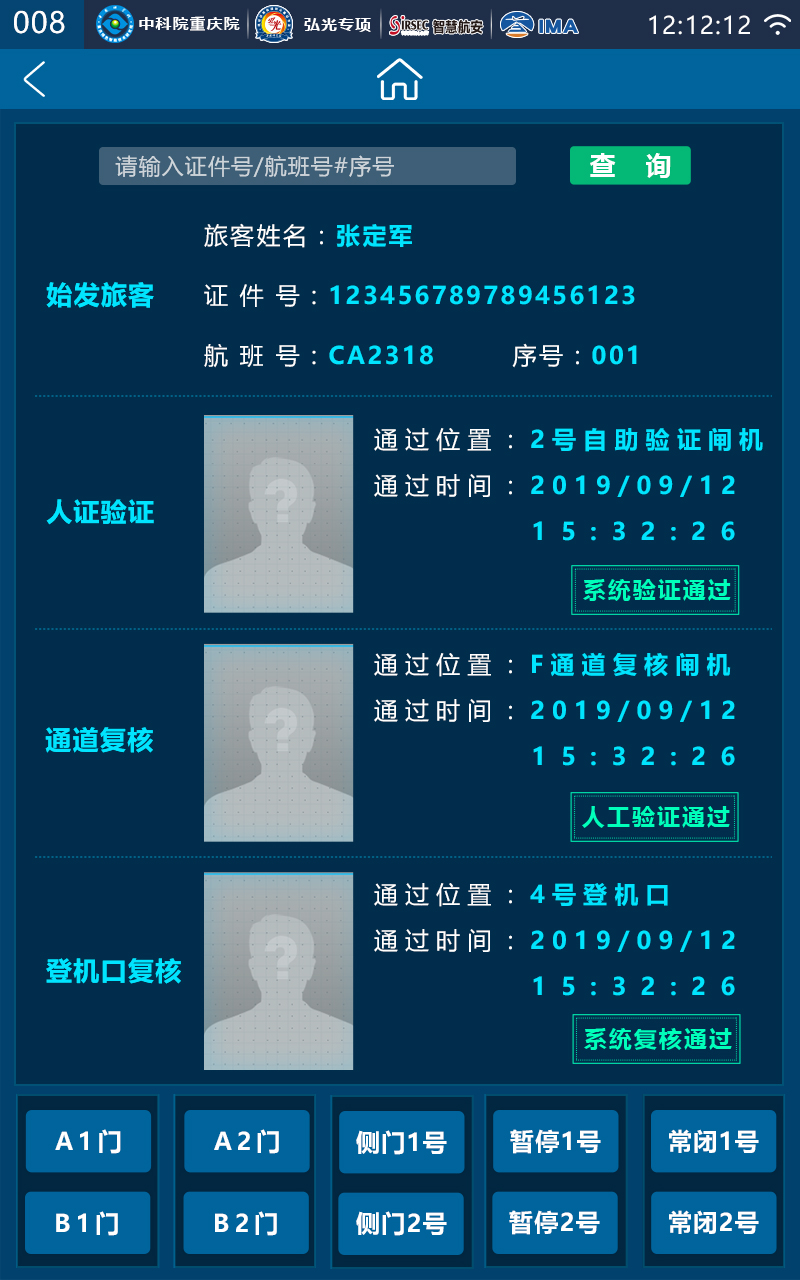 008 中科院重庆院 弘光专项 SiRSEC 智慧航安 IMA 12:12:12
请输入证件号/航班号#序号 查 询
旅客姓名：张定军
始发旅客 证 件 号：123456789789456123
航 班 号：CA2318 序号：001
通过位置：2号自助验证闸机
通过时间：2019/09/12
人证验证
15:32:26
系统验证通过
通过位置：F通道复核闸机
通过时间：2019/09/12
通道复核
15:32:26
人工验证通过
通过位置：4号登机口
通过时间：2019/09/12
登机口复核
15:32:26
系统复核通过
A1门 A2门 侧门1号 暂停1号 常闭1号
B1门 B2门 侧门2号 暂停2号 常闭2号